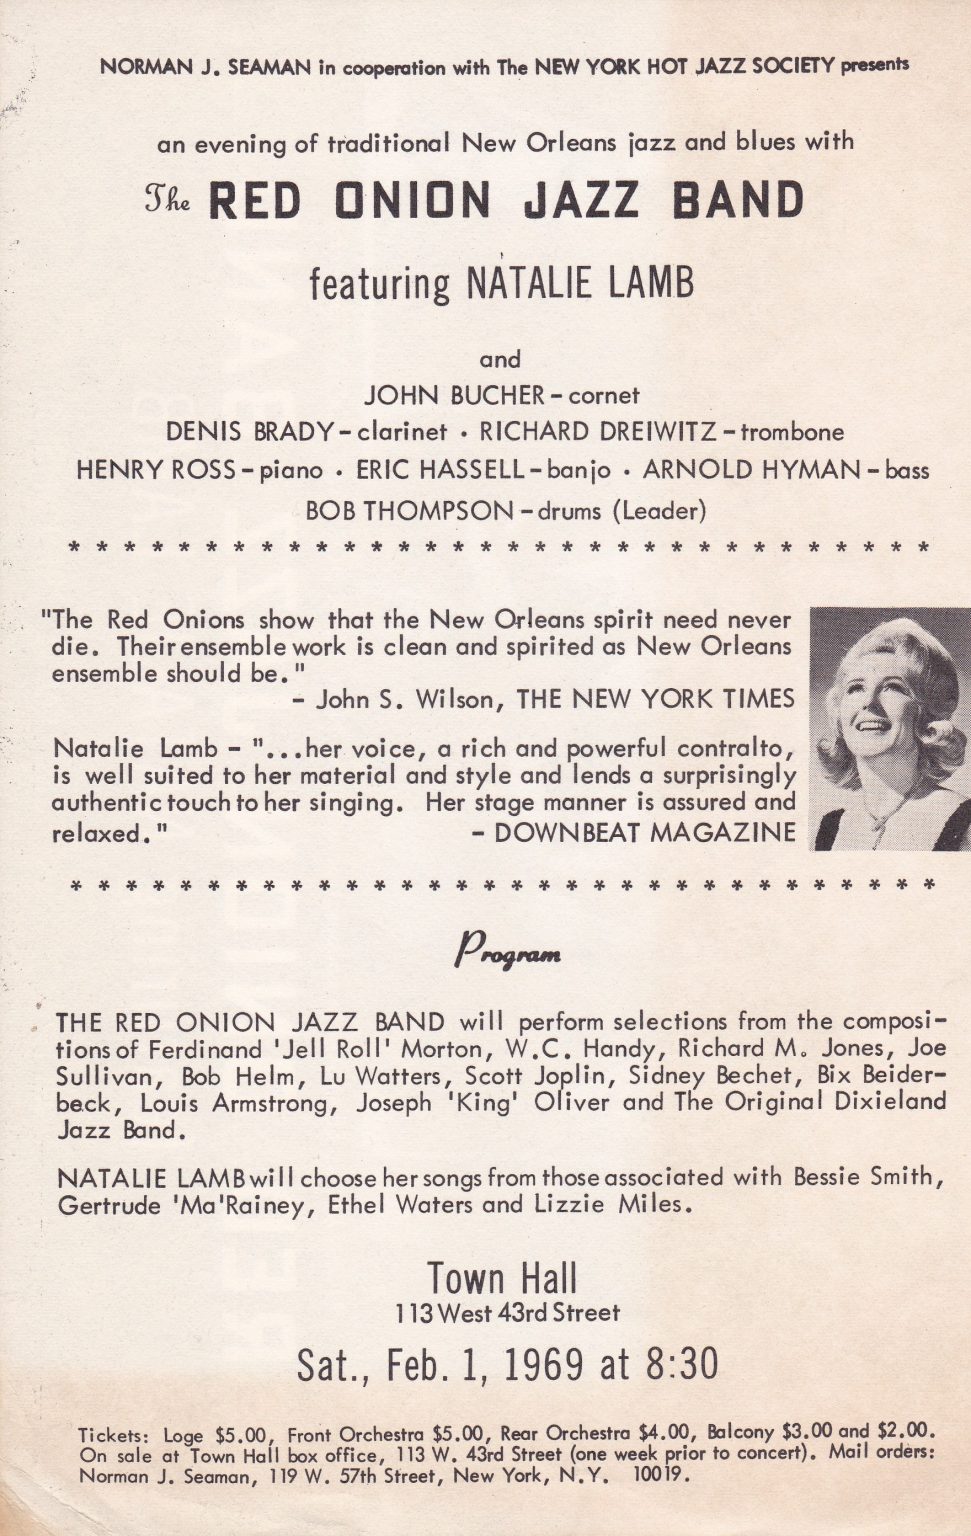 NORMAN J. SEAMAN in cooperation with The NEW YORK HOT JAZZ SOCIETY presents
an evening of traditional New Orleans jazz and blues with
The RED ONION JAZZ BAND
featuring NATALIE LAMB
and
JOHN BUCHER - cornet
DENIS BRADY - clarinet • RICHARD DREIWITZ - trombone
HENRY ROSS - piano • ERIC HASSELL - banjo • ARNOLD HYMAN - bass
BOB THOMPSON - drums (Leader)
* * * * * * * * * * * * * * * * * * * * * * * * * * * * * * * *
"The Red Onions show that the New Orleans spirit need never
die. Their ensemble work is clean and spirited as New Orleans
ensemble should be."
- John S. Wilson, THE NEW YORK TIMES
Natalie Lamb - "...her voice, a rich and powerful contralto,
is well suited to her material and style and lends a surprisingly
authentic touch to her singing. Her stage manner is assured and
relaxed." - DOWNBEAT MAGAZINE
* * * * * * * * * * * * * * * * * * * * * * * * * * * * * * * *
Program
THE RED ONION JAZZ BAND will perform selections from the composi-
tions of Ferdinand 'Jell Roll' Morton, W.C. Handy, Richard M. Jones, Joe
Sullivan, Bob Helm, Lu Watters, Scott Joplin, Sidney Bechet, Bix Beider-
beck, Louis Armstrong, Joseph 'King' Oliver and The Original Dixieland
Jazz Band.
NATALIE LAMB will choose her songs from those associated with Bessie Smith,
Gertrude 'Ma'Rainey, Ethel Waters and Lizzie Miles.
Town Hall
113 West 43rd Street
Sat., Feb. 1, 1969 at 8:30
Tickets: Loge $5.00, Front Orchestra $5.00, Rear Orchestra $4.00, Balcony $3.00 and $2.00.
On sale at Town Hall box office, 113 W. 43rd Street (one week prior to concert). Mail orders:
Norman J. Seaman, 119 W. 57th Street, New York, N.Y. 10019.